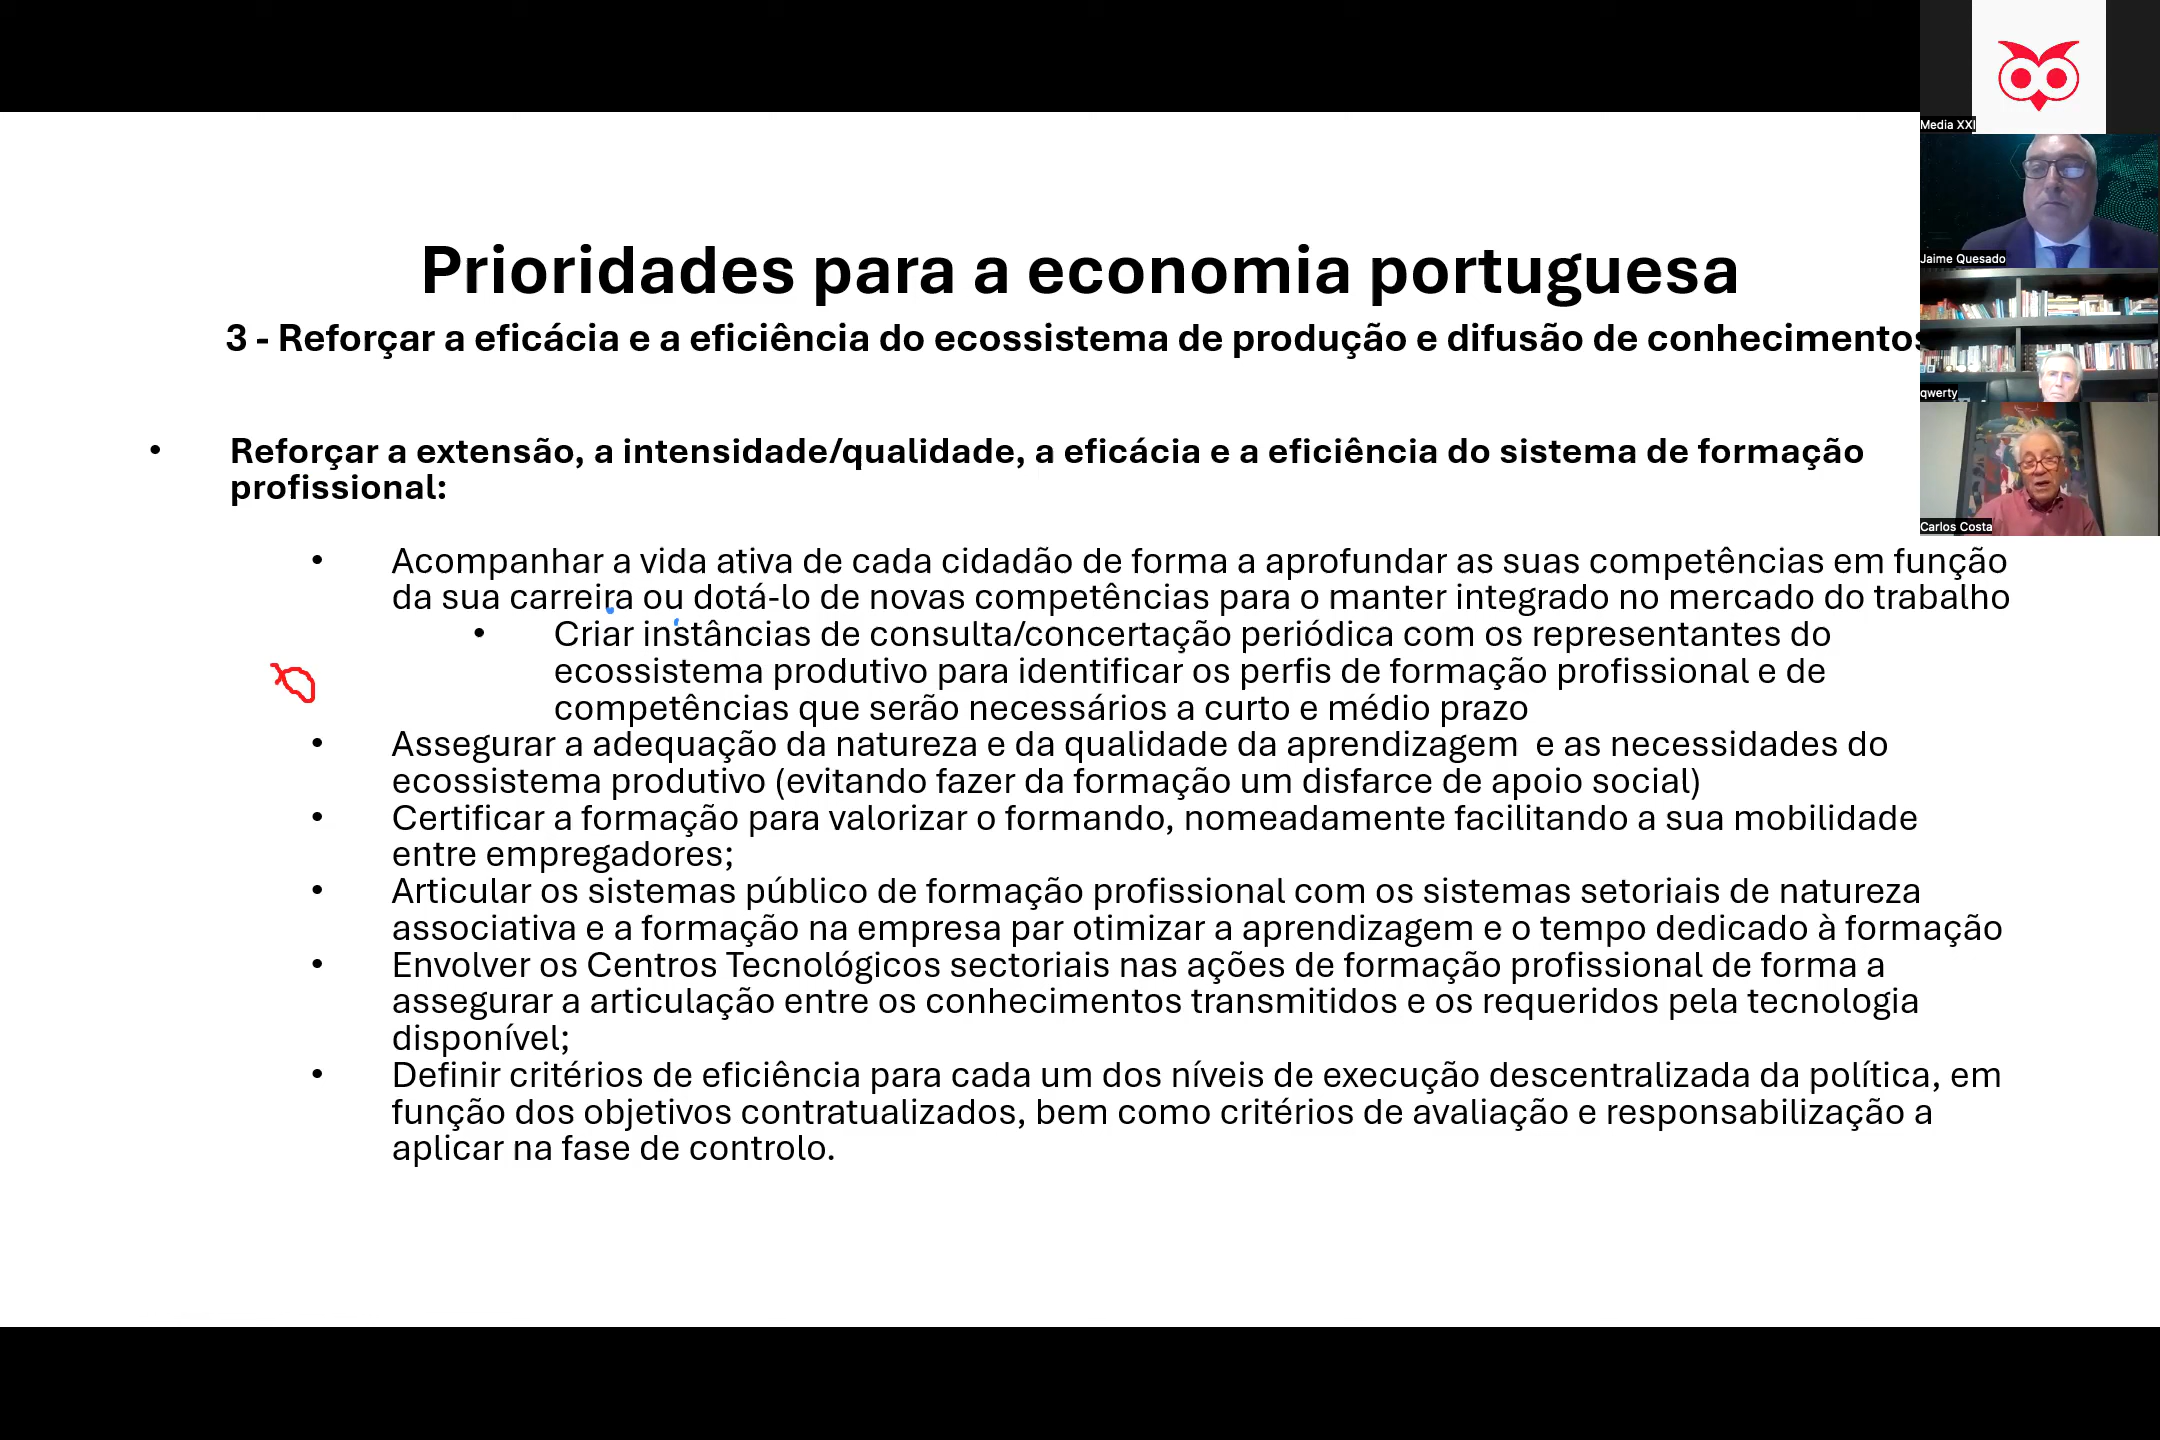 Prioridades para a economia portuguesa
3 - Reforçar a eficácia e a eficiência do ecossistema de produção e difusão de conhecimentos
• Reforçar a extensão, a intensidade/qualidade, a eficácia e a eficiência do sistema de formação
profissional:
• Acompanhar a vida ativa de cada cidadão de forma a aprofundar as suas competências em função
da sua carreira ou dotá-lo de novas competências para o manter integrado no mercado do trabalho
• Criar instâncias de consulta/concertação periódica com os representantes do
ecossistema produtivo para identificar os perfis de formação profissional e de
competências que serão necessários a curto e médio prazo
• Assegurar a adequação da natureza e da qualidade da aprendizagem  e as necessidades do
ecossistema produtivo (evitando fazer da formação um disfarce de apoio social)
• Certificar a formação para valorizar o formando, nomeadamente facilitando a sua mobilidade
entre empregadores;
• Articular os sistemas público de formação profissional com os sistemas setoriais de natureza
associativa e a formação na empresa par otimizar a aprendizagem e o tempo dedicado à formação
• Envolver os Centros Tecnológicos sectoriais nas ações de formação profissional de forma a
assegurar a articulação entre os conhecimentos transmitidos e os requeridos pela tecnologia
disponível;
• Definir critérios de eficiência para cada um dos níveis de execução descentralizada da política, em
função dos objetivos contratualizados, bem como critérios de avaliação e responsabilização a
aplicar na fase de controlo.
Media XXI
Jaime Quesado
qwerty
Carlos Costa